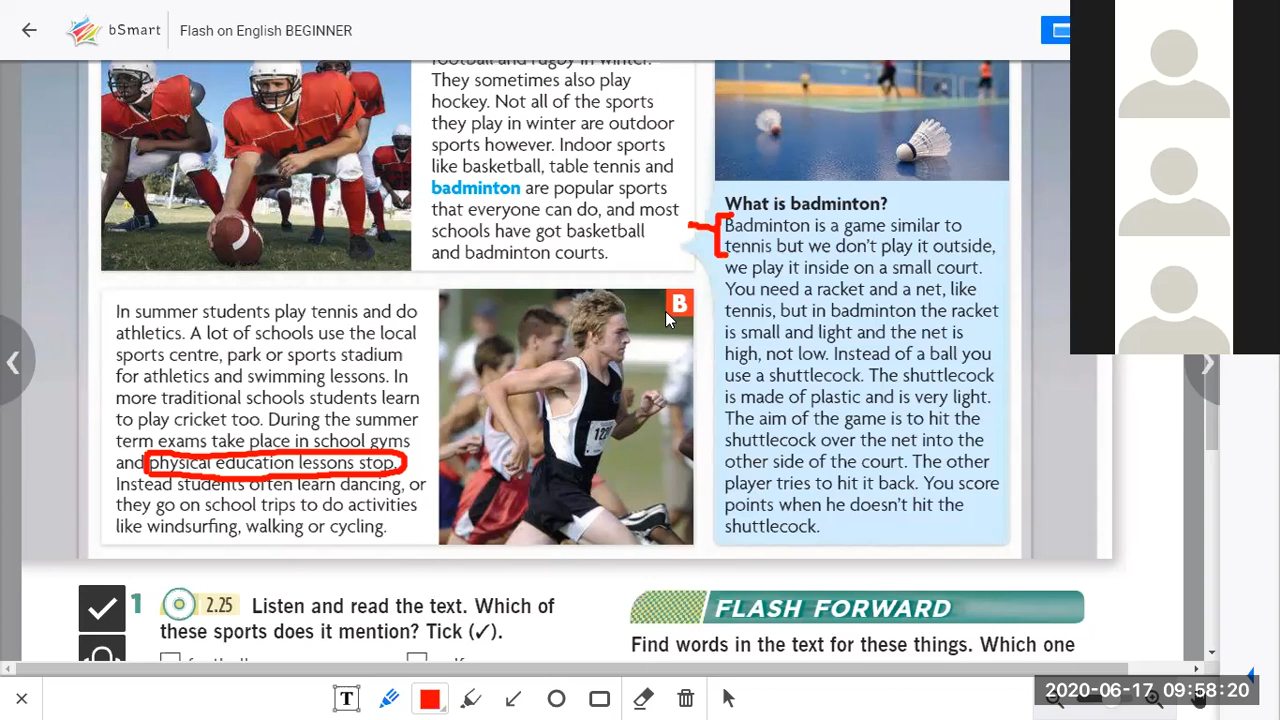 bSmart
Flash on English BEGINNER
football and rugby in winter.
They sometimes also play
hockey. Not all of the sports
they play in winter are outdoor
sports however. Indoor sports
like basketball, table tennis and
badminton are popular sports
that everyone can do, and most
schools have got basketball
and badminton courts.
In summer students play tennis and do
athletics. A lot of schools use the local
sports centre, park or sports stadium
for athletics and swimming lessons. In
more traditional schools students learn
to play cricket too. During the summer
term exams take place in school gyms
and physical education lessons stop.
Instead students often learn dancing, or
they go on school trips to do activities
like windsurfing, walking or cycling.
B
What is badminton?
Badminton is a game similar to
tennis but we don't play it outside,
we play it inside on a small court.
You need a racket and a net, like
tennis, but in badminton the racket
is small and light and the net is
high, not low. Instead of a ball you
use a shuttlecock. The shuttlecock
is made of plastic and is very light.
The aim of the game is to hit the
shuttlecock over the net into the
other side of the court. The other
player tries to hit it back. You score
points when he doesn't hit the
shuttlecock.
1 2.25 Listen and read the text. Which of
these sports does it mention? Tick (✓).
FLASH FORWARD
Find words in the text for these things. Which one
T
2020-06-17 09:58:20